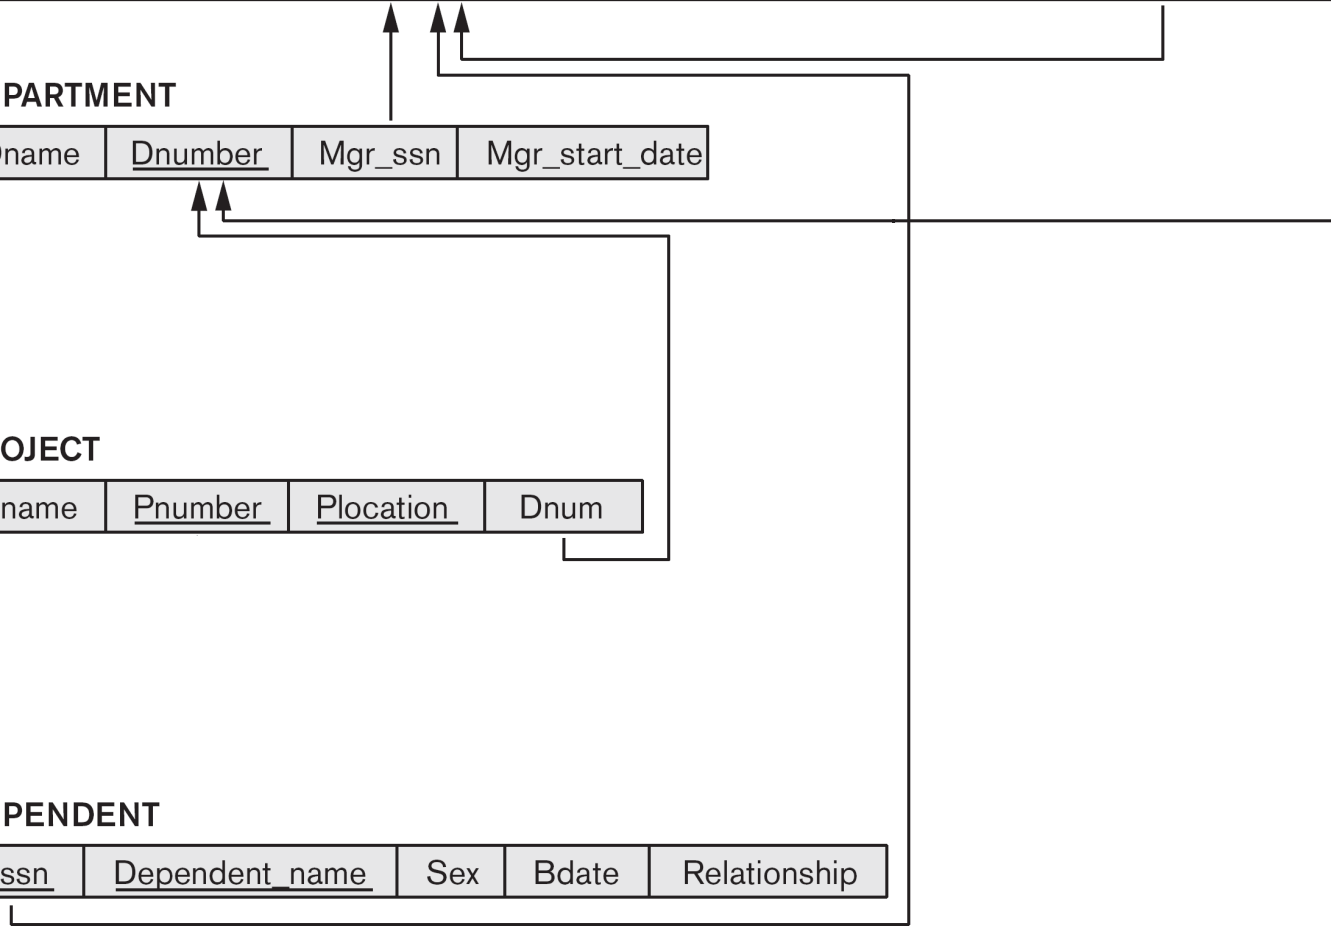 PARTMENT
name Dnumber Mgr_ssn Mgr_start_date
OJECT
name Pnumber Plocation Dnum
PENDENT
ssn Dependent_name Sex Bdate Relationship